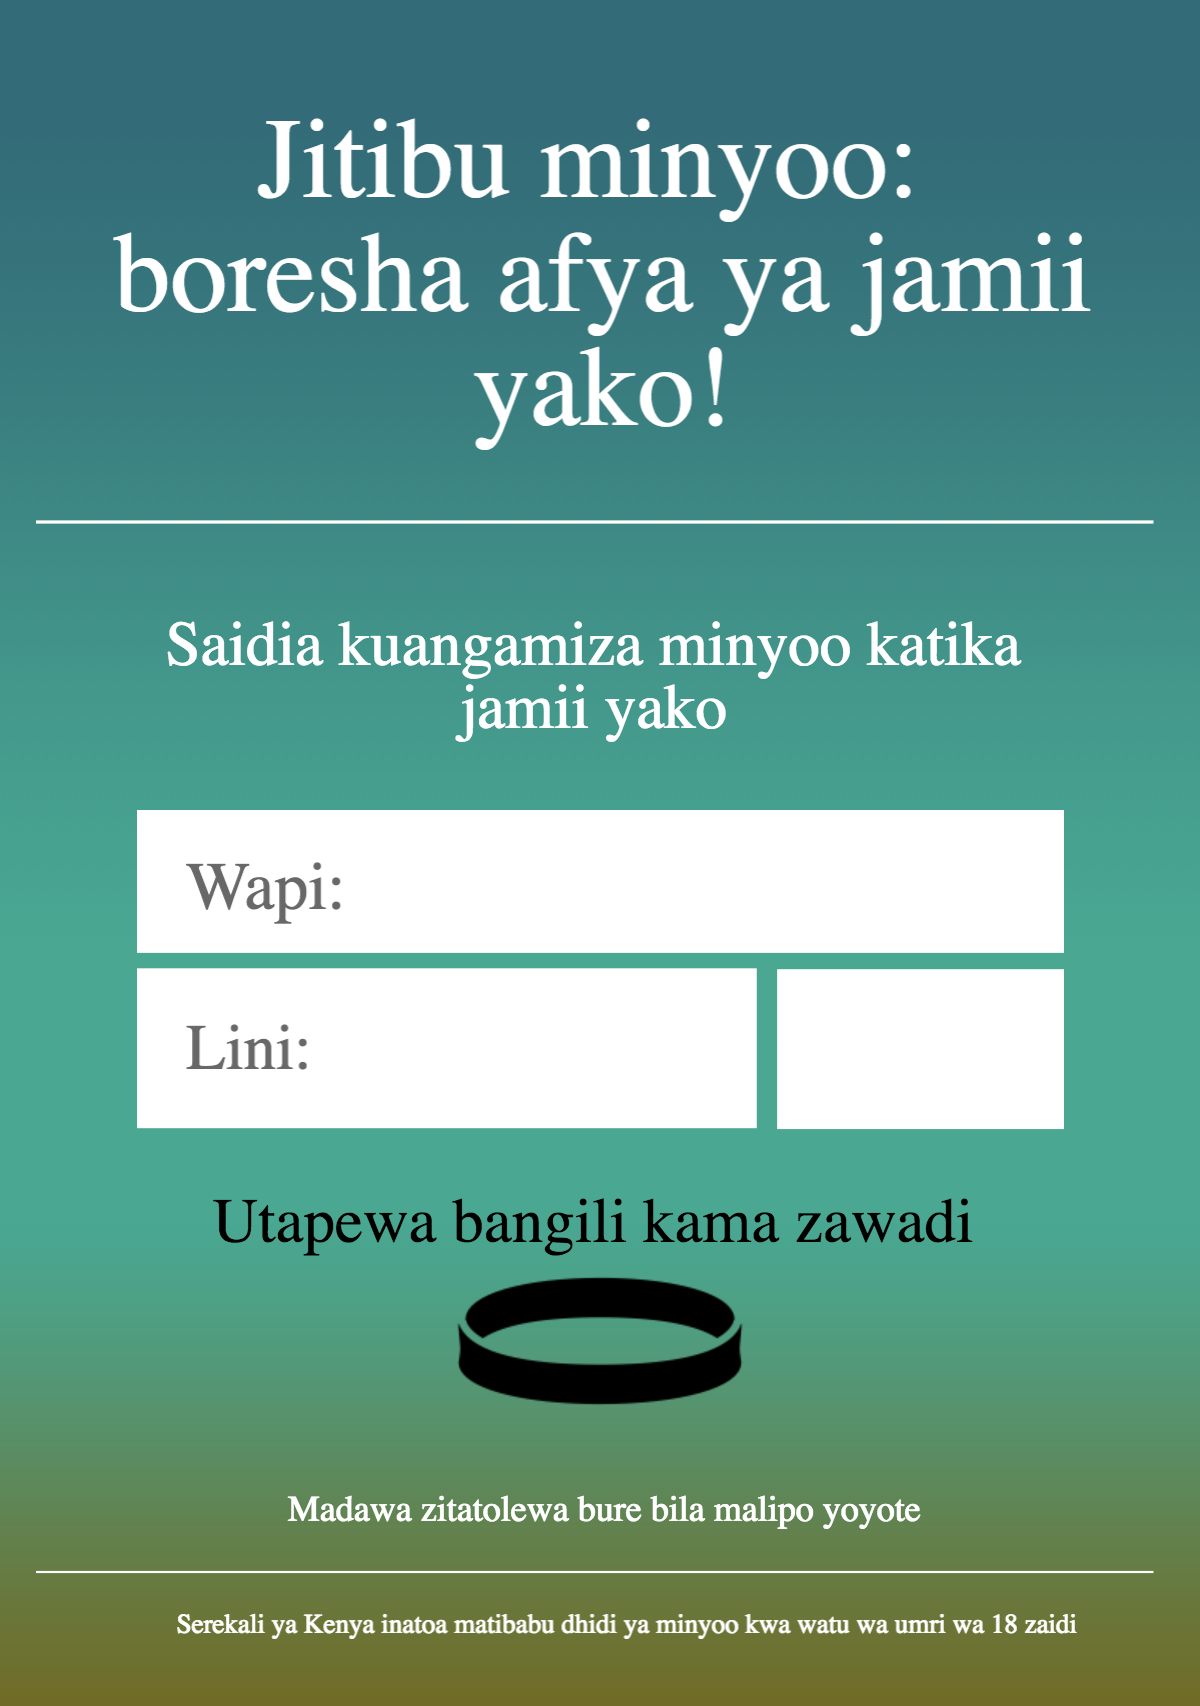 Jitibu minyoo:
boresha afya ya jamii
yako!
Saidia kuangamiza minyoo katika
jamii yako
Wapi:
Lini:
Utapewa bangili kama zawadi
Madawa zitatolewa bure bila malipo yoyote
Serekali ya Kenya inatoa matibabu dhidi ya minyoo kwa watu wa umri wa 18 zaidi